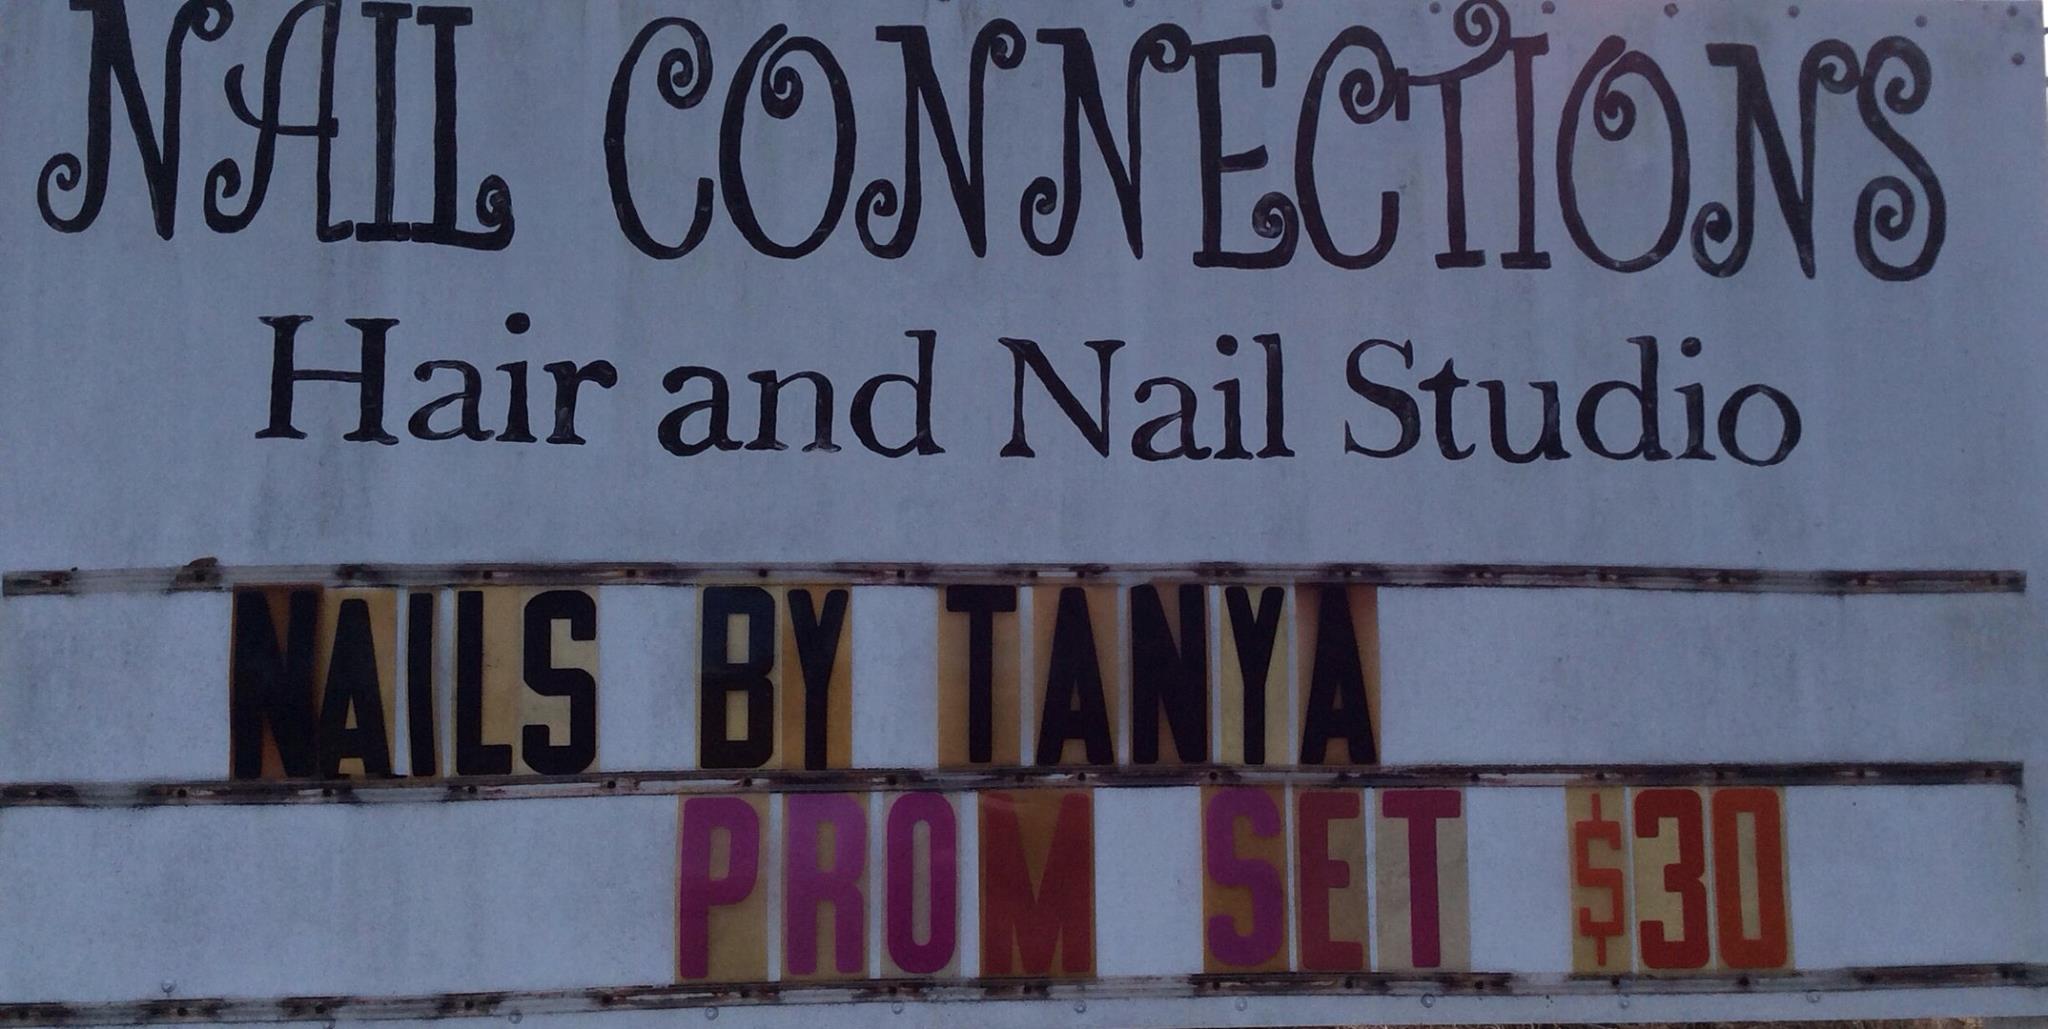 NAIL CONNECTIONS
Hair and Nail Studio
NAILS BY TANYA
PROM SET $30